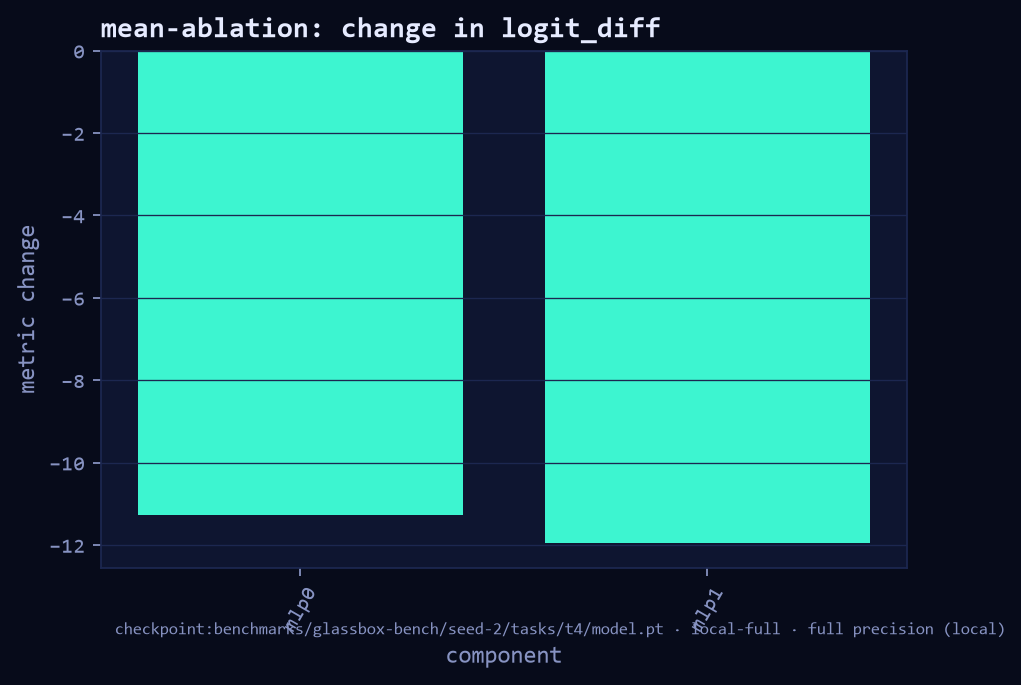 mean-ablation: change in logit_diff
0
−2
−4
−6
−8
−10
−12
metric change
mlp0
mlp1
checkpoint:benchmarks/glassbox-bench/seed-2/tasks/t4/model.pt · local-full · full precision (local)
component